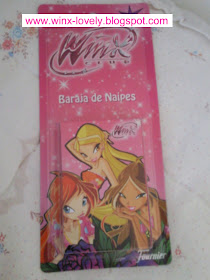 www.winx-lovely.blogspot.com
Winx
CLUB
Baraja de Naipes
Winx
Fournier